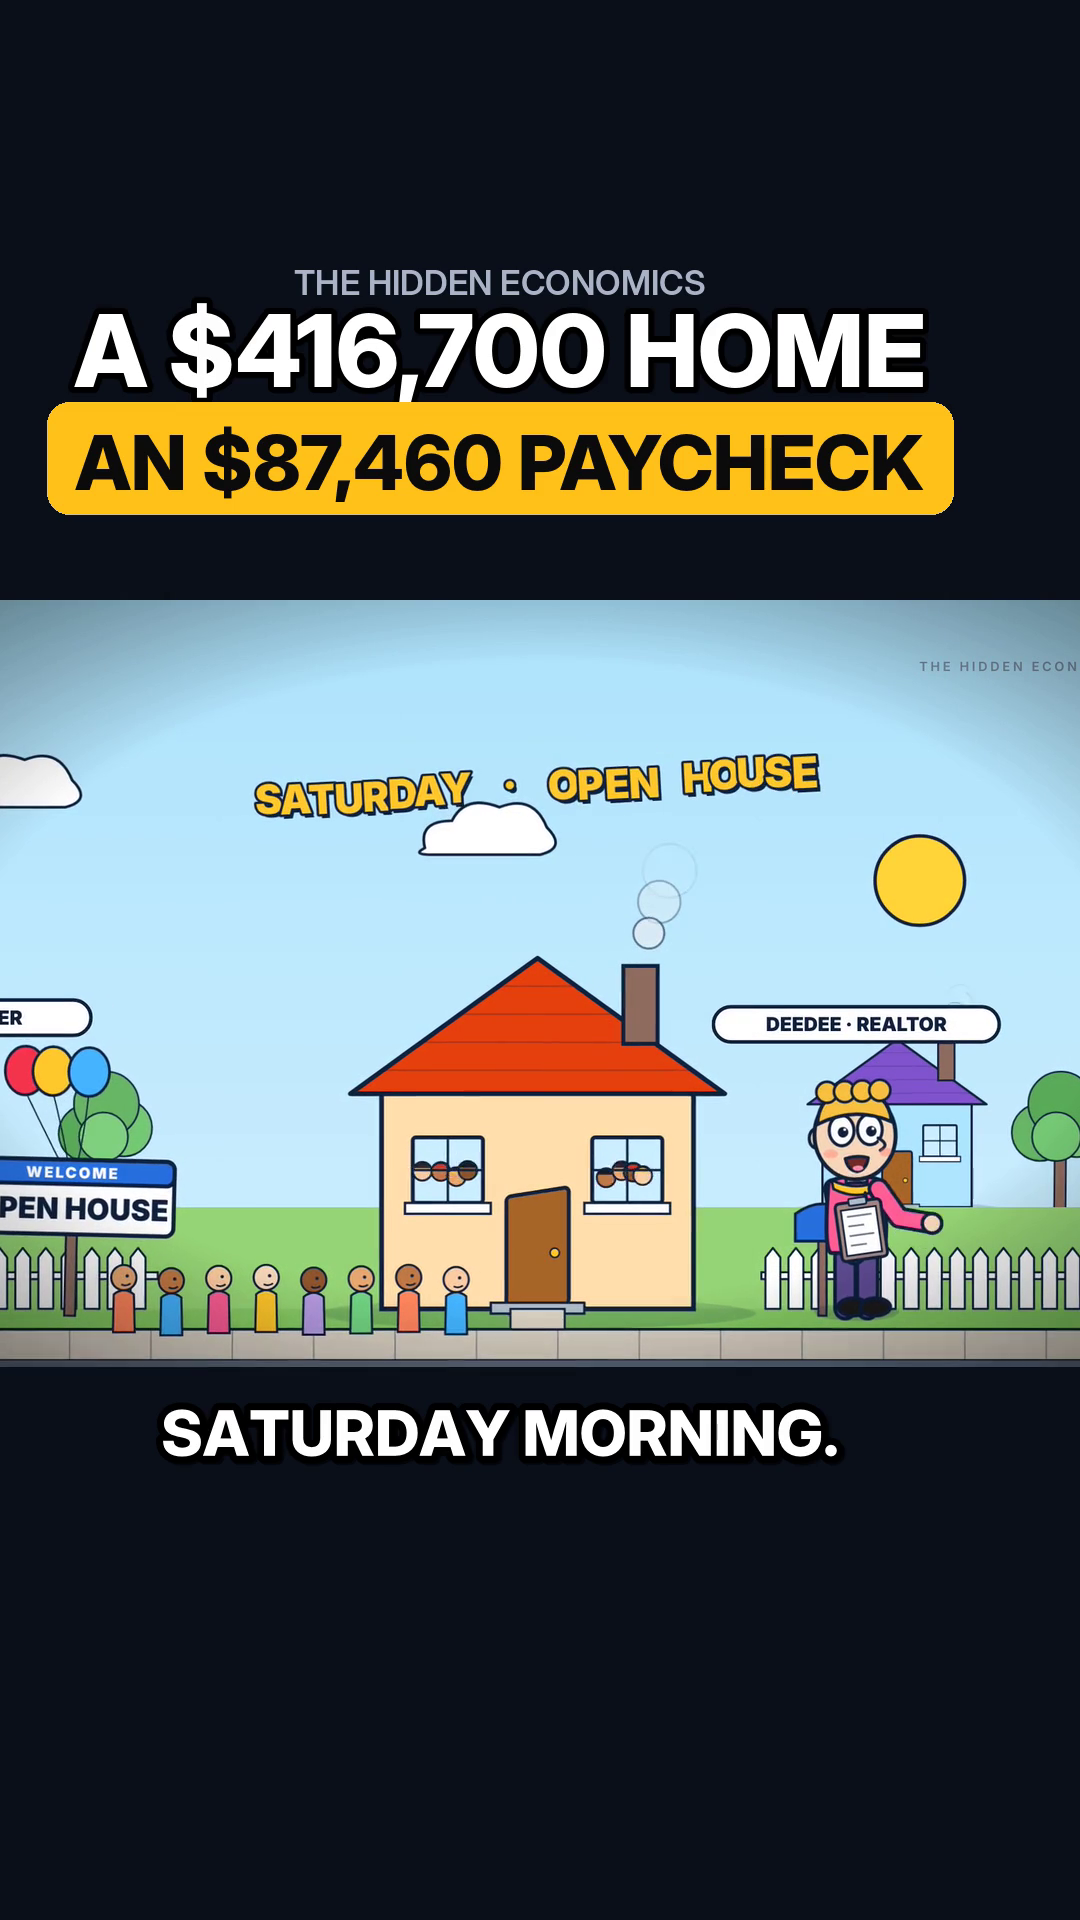 THE HIDDEN ECONOMICS
A $416,700 HOME
AN $87,460 PAYCHECK
THE HIDDEN ECON
SATURDAY · OPEN HOUSE
ER
DEEDEE · REALTOR
WELCOME
PEN HOUSE
SATURDAY MORNING.